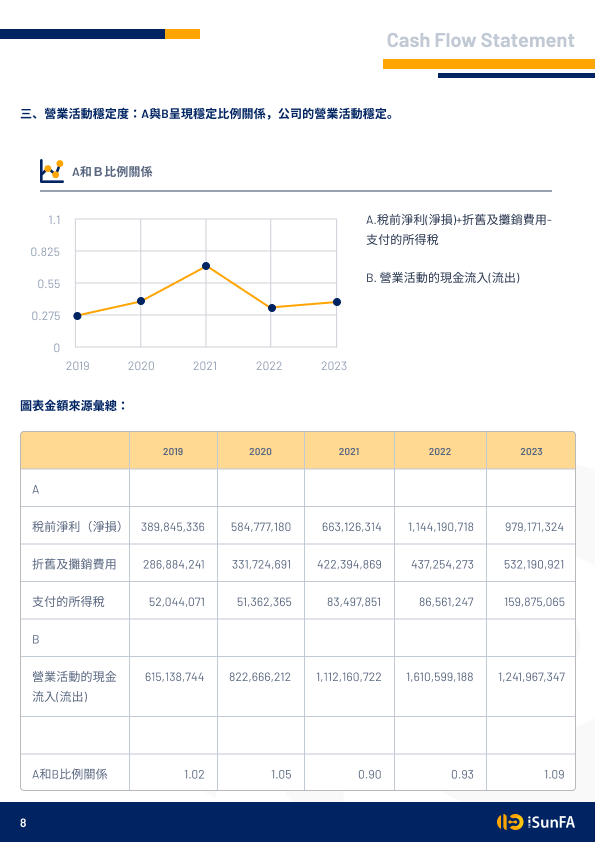 Cash Flow Statement
三、營業活動穩定度：A與B呈現穩定比例關係，公司的營業活動穩定。
A和B比例關係
1.1
0.825
0.55
0.275
0
2019 2020 2021 2022 2023
A.稅前淨利(淨損)+折舊及攤銷費用-
支付的所得稅
B. 營業活動的現金流入(流出)
圖表金額來源彙總：
2019 2020 2021 2022 2023
A
稅前淨利（淨損） 389,845,336 584,777,180 663,126,314 1,144,190,718 979,171,324
折舊及攤銷費用 286,884,241 331,724,691 422,394,869 437,254,273 532,190,921
支付的所得稅 52,044,071 51,362,365 83,497,851 86,561,247 159,875,065
B
營業活動的現金 615,138,744 822,666,212 1,112,160,722 1,610,599,188 1,241,967,347
流入(流出)
A和B比例關係 1.02 1.05 0.90 0.93 1.09
8
iSunFA